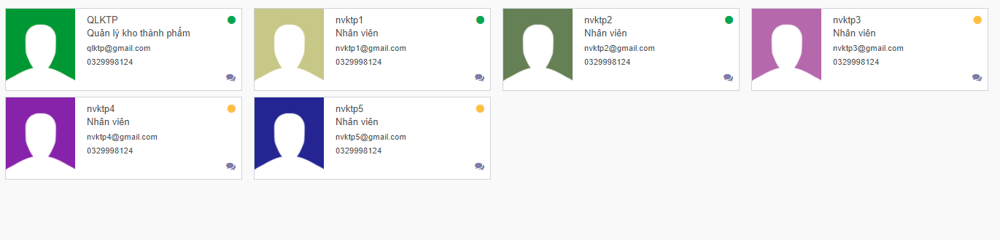 QLKTP
Quản lý kho thành phẩm
qlktp@gmail.com
0329998124
nvktp1
Nhân viên
nvktp1@gmail.com
0329998124
nvktp2
Nhân viên
nvktp2@gmail.com
0329998124
nvktp3
Nhân viên
nvktp3@gmail.com
0329998124
nvktp4
Nhân viên
nvktp4@gmail.com
0329998124
nvktp5
Nhân viên
nvktp5@gmail.com
0329998124